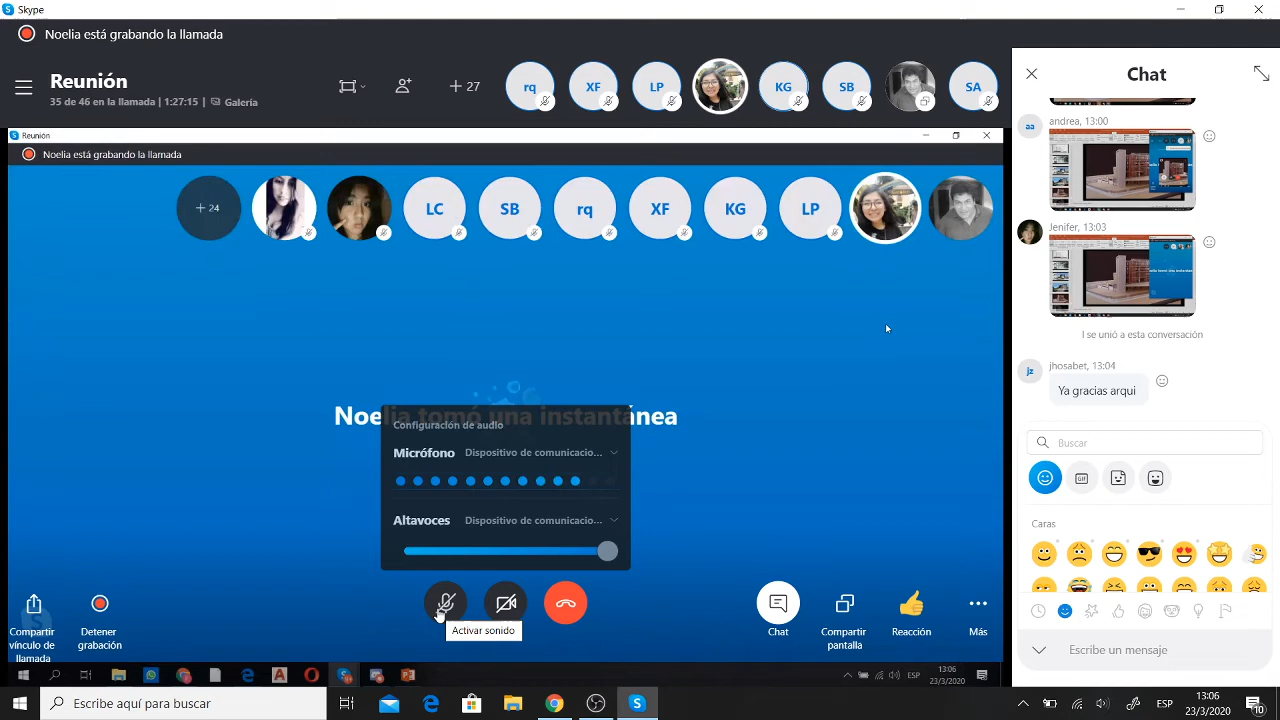 Skype
Noelia está grabando la llamada
Reunión
35 de 46 en la llamada | 1:27:15 | Galería
+ 27
rq
XF
LP
KG
SB
SA
Reunión
Noelia está grabando la llamada
+ 24
LC
SB
rq
XF
KG
LP
Noelia tomó una instantánea
Configuración de audio
Micrófono Dispositivo de comunicacio...
Altavoces Dispositivo de comunicacio...
Activar sonido
Compartir vínculo de llamada
Detener grabación
Chat
Compartir pantalla
Reacción
Más
ESP
13:06
23/3/2020
Chat
aa
andrea, 13:00
Jenifer, 13:03
I se unió a esta conversación
jz
jhosabet, 13:04
Ya gracias arqui
Buscar
GIF
Caras
Escribe un mensaje
Escribe aquí para buscar
ESP
13:06
23/3/2020
10